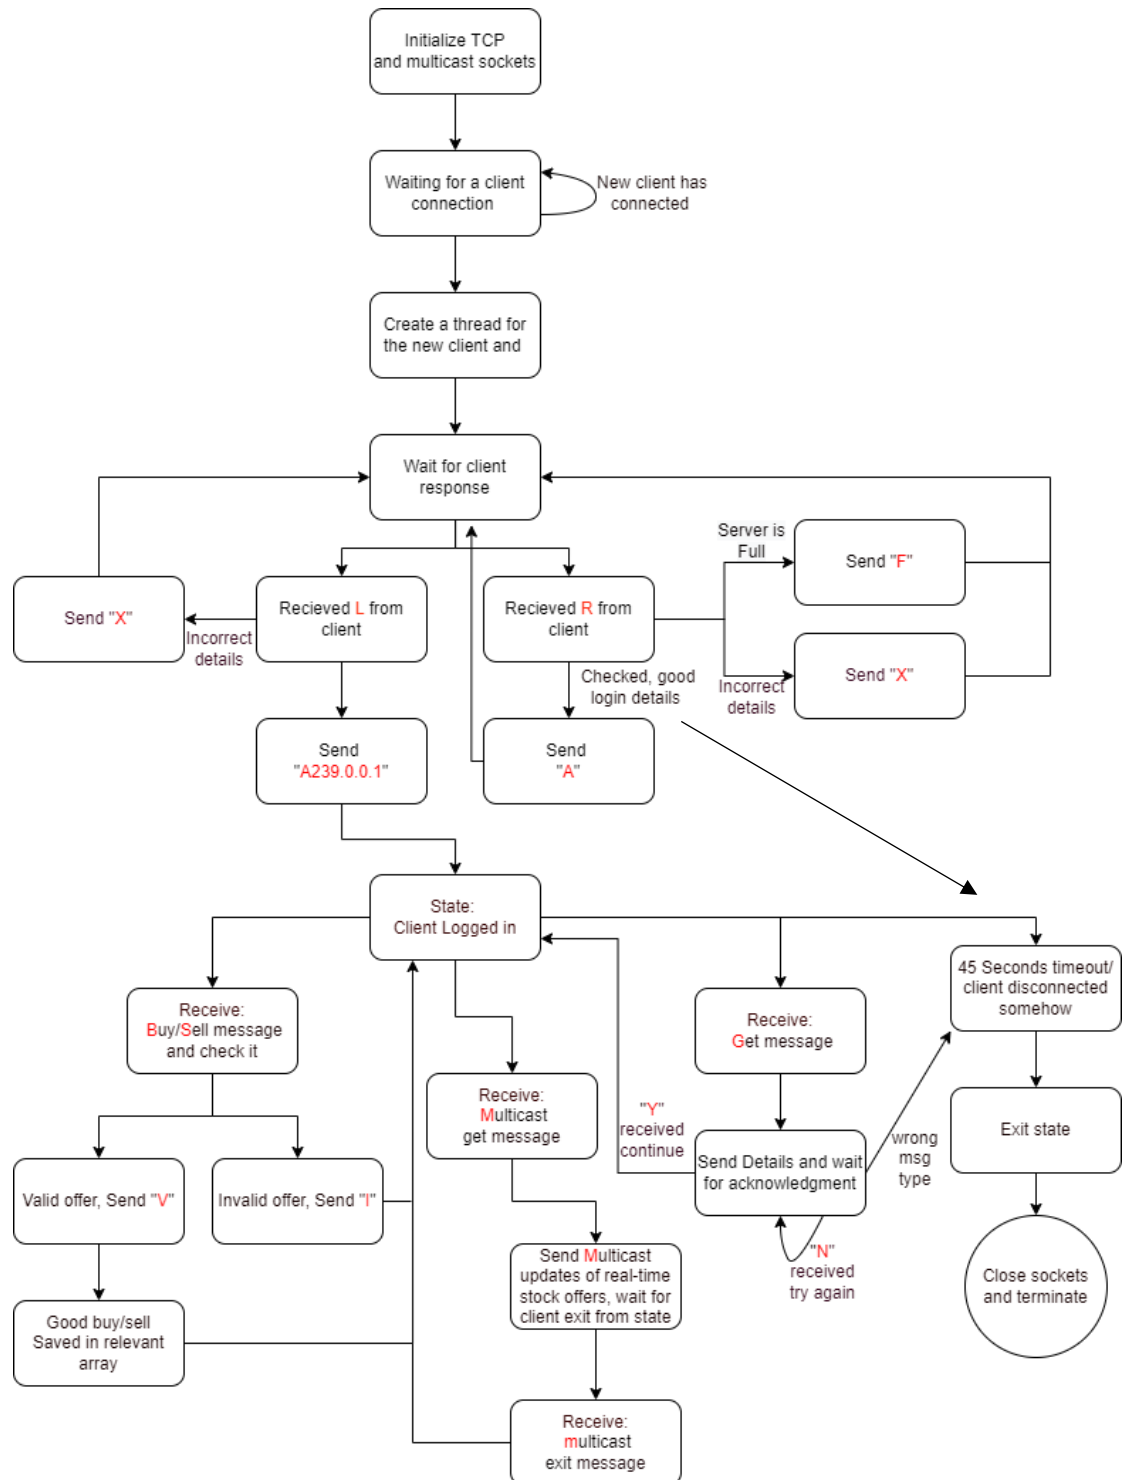 Initialize TCP
and multicast sockets
Waiting for a client
connection
New client has
connected
Create a thread for
the new client and
Wait for client
response
Send "X"
Incorrect
details
Recieved L from
client
Recieved R from
client
Server is
Full
Send "F"
Incorrect
details
Send "X"
Checked, good
login details
Send
"A239.0.0.1"
Send
"A"
State:
Client Logged in
Receive:
Buy/Sell message
and check it
Valid offer, Send "V"
Invalid offer, Send "I"
Good buy/sell
Saved in relevant
array
Receive:
Multicast
get message
Send Multicast
updates of real-time
stock offers, wait for
client exit from state
Receive:
multicast
exit message
Receive:
Get message
"Y"
received
continue
Send Details and wait
for acknowledgment
"N"
received
try again
wrong
msg
type
45 Seconds timeout/
client disconnected
somehow
Exit state
Close sockets
and terminate